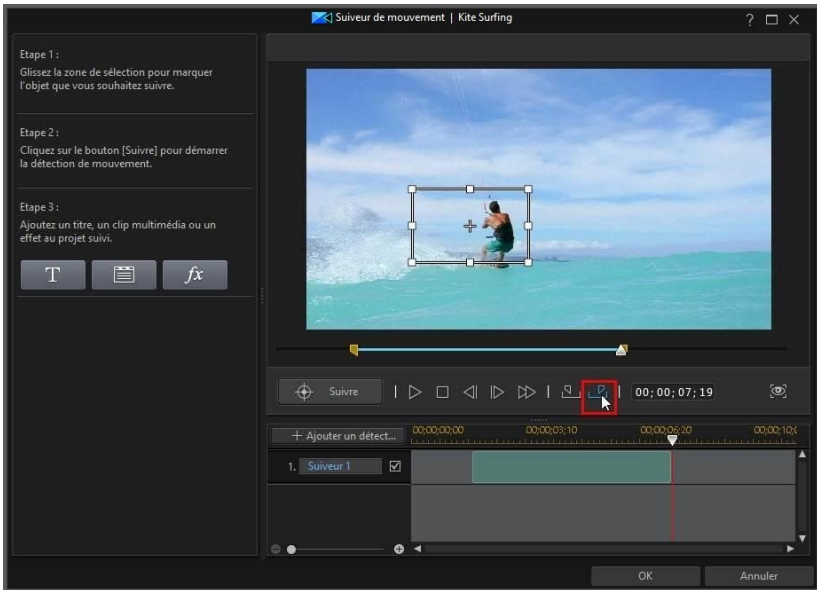 Suiveur de mouvement | Kite Surfing
Etape 1 :
Glissez la zone de sélection pour marquer
l'objet que vous souhaitez suivre.
Etape 2 :
Cliquez sur le bouton [Suivre] pour démarrer
la détection de mouvement.
Etape 3 :
Ajoutez un titre, un clip multimédia ou un
effet au projet suivi.
T
fx
Suivre
00; 00; 07; 19
+ Ajouter un détect...
00;00;00;00
00;00;03;10
00;00;06;20
1. Suiveur 1
OK
Annuler